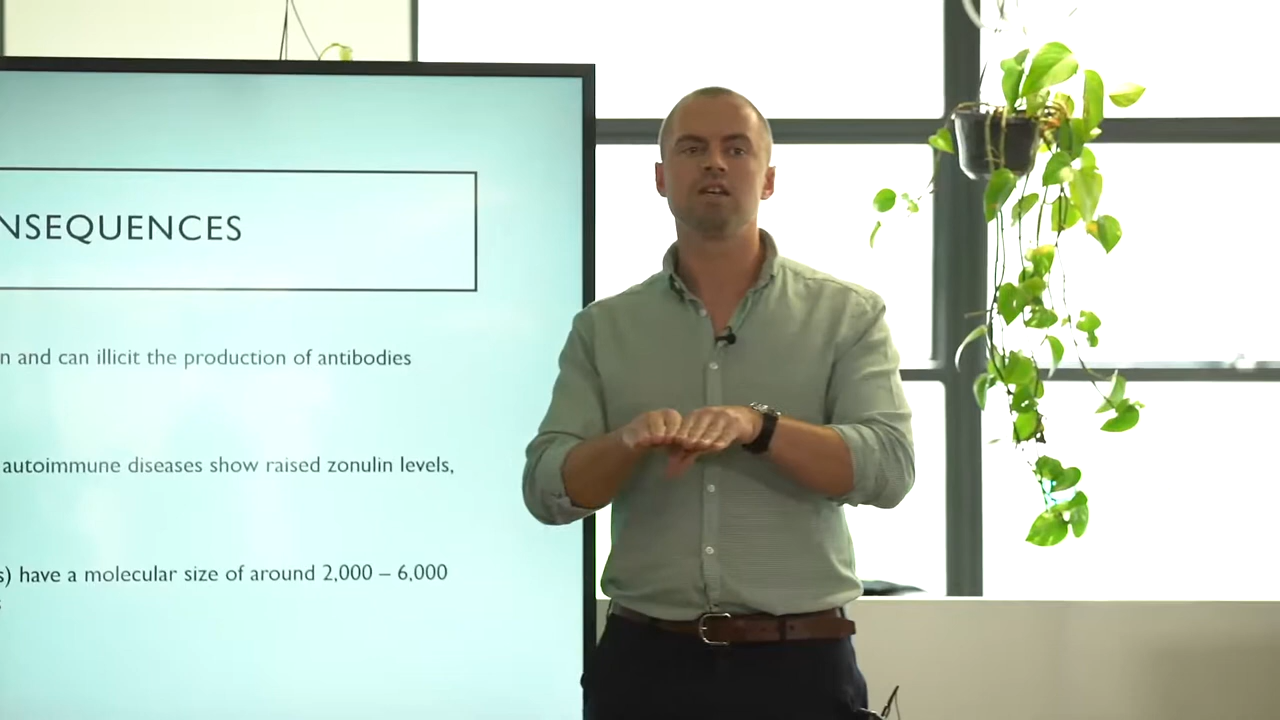 NSEQUENCES
n and can illicit the production of antibodies
autoimmune diseases show raised zonulin levels,
s) have a molecular size of around 2,000 – 6,000